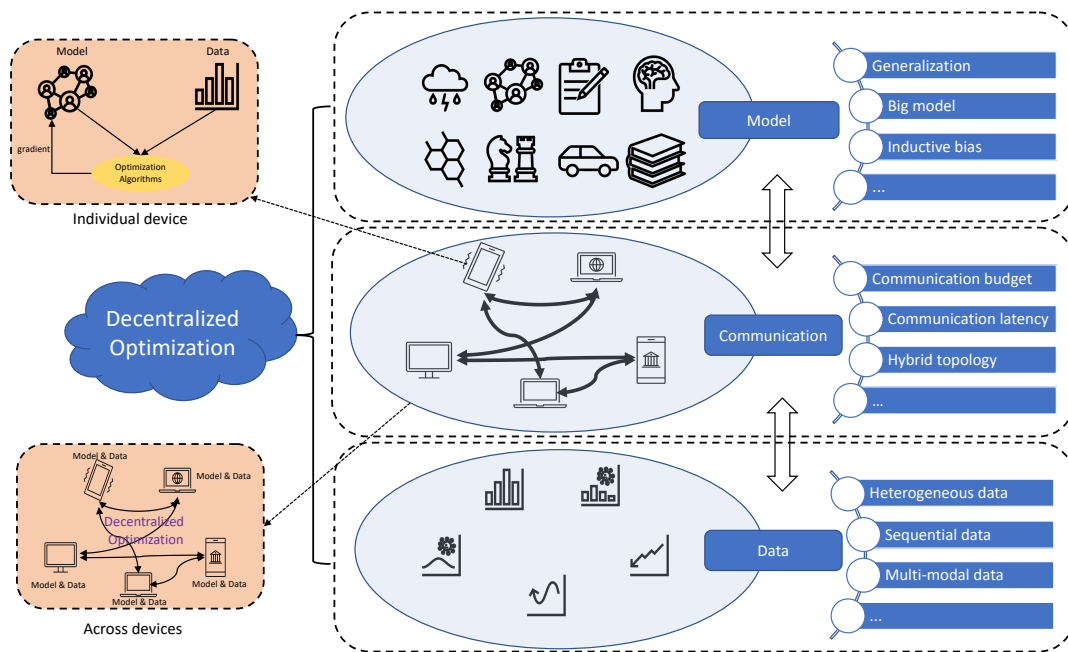 Model
Data
gradient
Optimization
Algorithms
Individual device
Decentralized
Optimization
Model & Data
Model & Data
Decentralized
Optimization
Model & Data
Model & Data
Model & Data
Across devices
Model
Generalization
Big model
Inductive bias
...
Communication
Communication budget
Communication latency
Hybrid topology
...
Data
Heterogeneous data
Sequential data
Multi-modal data
...